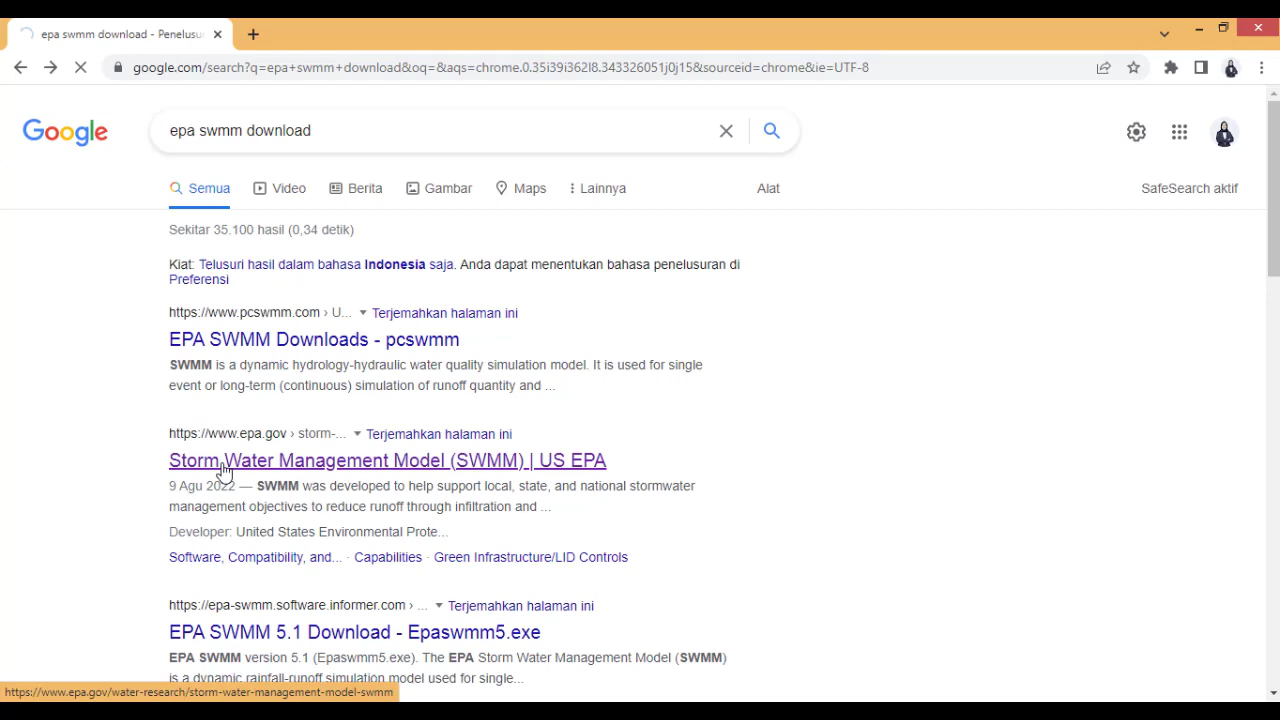 epa swmm download - Penelusu
google.com/search?q=epa+swmm+download&oq=&aqs=chrome.0.35i39i362l8.343326051j0j15&sourceid=chrome&ie=UTF-8
Google
epa swmm download
Semua
Video
Berita
Gambar
Maps
Lainnya
Alat
SafeSearch aktif
Sekitar 35.100 hasil (0,34 detik)
Kiat: Telusuri hasil dalam bahasa Indonesia saja. Anda dapat menentukan bahasa penelusuran di
Preferensi
https://www.pcswmm.com › U... Terjemahkan halaman ini
EPA SWMM Downloads - pcswmm
SWMM is a dynamic hydrology-hydraulic water quality simulation model. It is used for single
event or long-term (continuous) simulation of runoff quantity and ...
https://www.epa.gov › storm-... Terjemahkan halaman ini
Storm Water Management Model (SWMM) | US EPA
9 Agu 2022 — SWMM was developed to help support local, state, and national stormwater
management objectives to reduce runoff through infiltration and ...
Developer: United States Environmental Prote...
Software, Compatibility, and... · Capabilities · Green Infrastructure/LID Controls
https://epa-swmm.software.informer.com › ... Terjemahkan halaman ini
EPA SWMM 5.1 Download - Epaswmm5.exe
EPA SWMM version 5.1 (Epaswmm5.exe). The EPA Storm Water Management Model (SWMM)
is a dynamic rainfall-runoff simulation model used for single...
https://www.epa.gov/water-research/storm-water-management-model-swmm